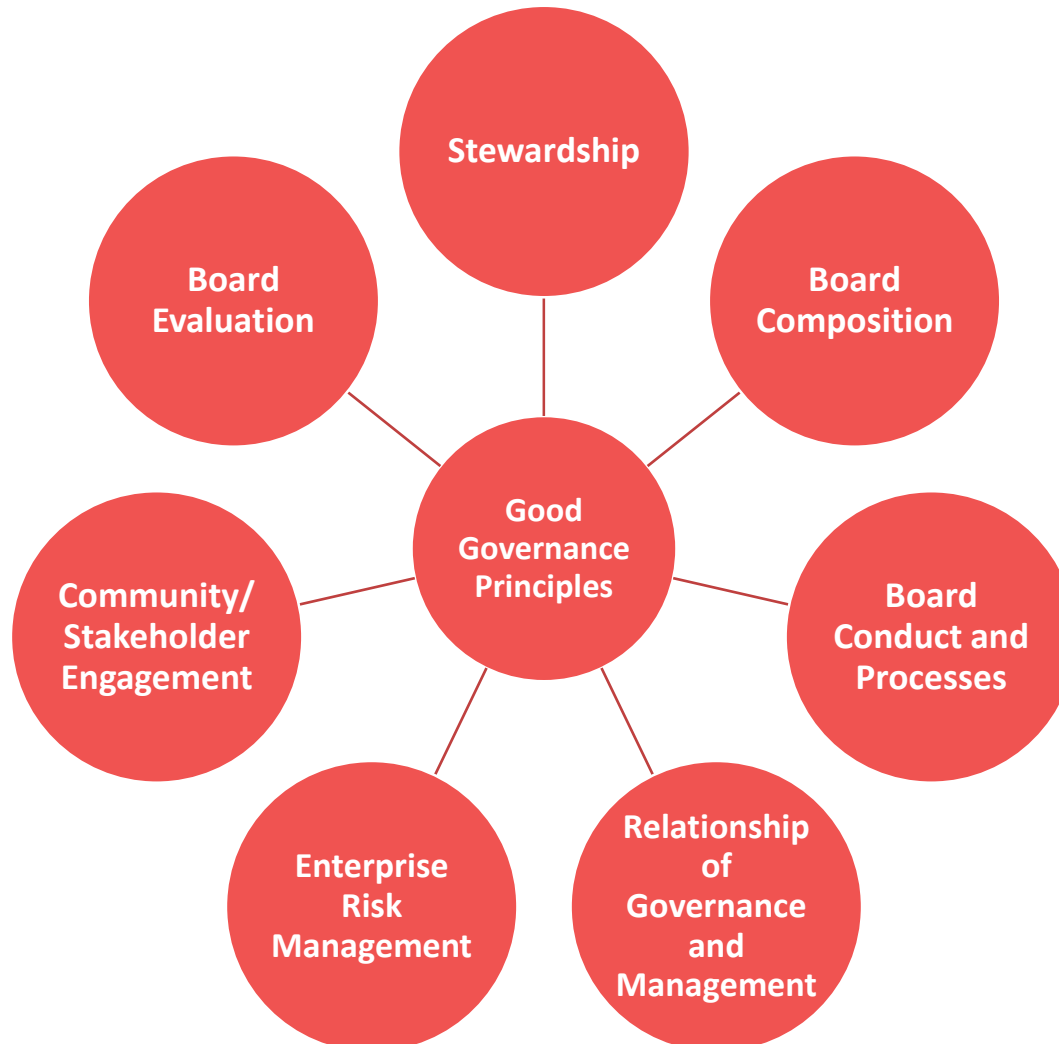 Stewardship
Board
Composition
Board
Conduct and
Processes
Relationship
of
Governance
and
Management
Enterprise
Risk
Management
Community/
Stakeholder
Engagement
Board
Evaluation
Good
Governance
Principles